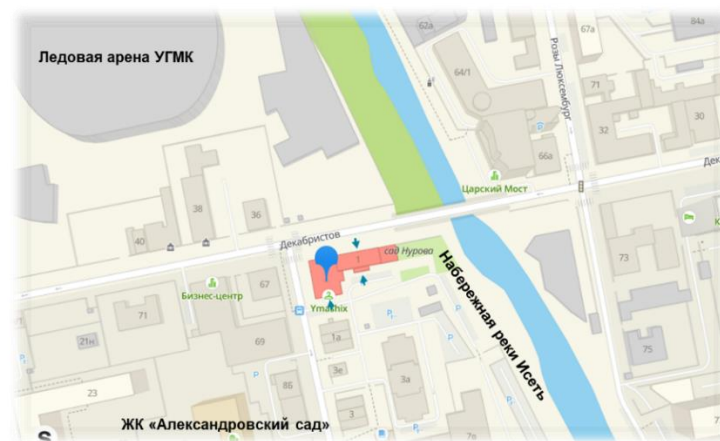 62а
67а
84а
Ледовая арена УГМК
Розы Люксембург
64/1
71
30
32
66а
Царский Мост
38
36
40
Декабристов
сад Нурова
1
Набережная реки Исеть
73
Бизнес-центр
67
Ymashix
71
69
1а
P
21н
3е
75
P
23
8Б
3а
3
P
7п
ЖК «Александровский сад»